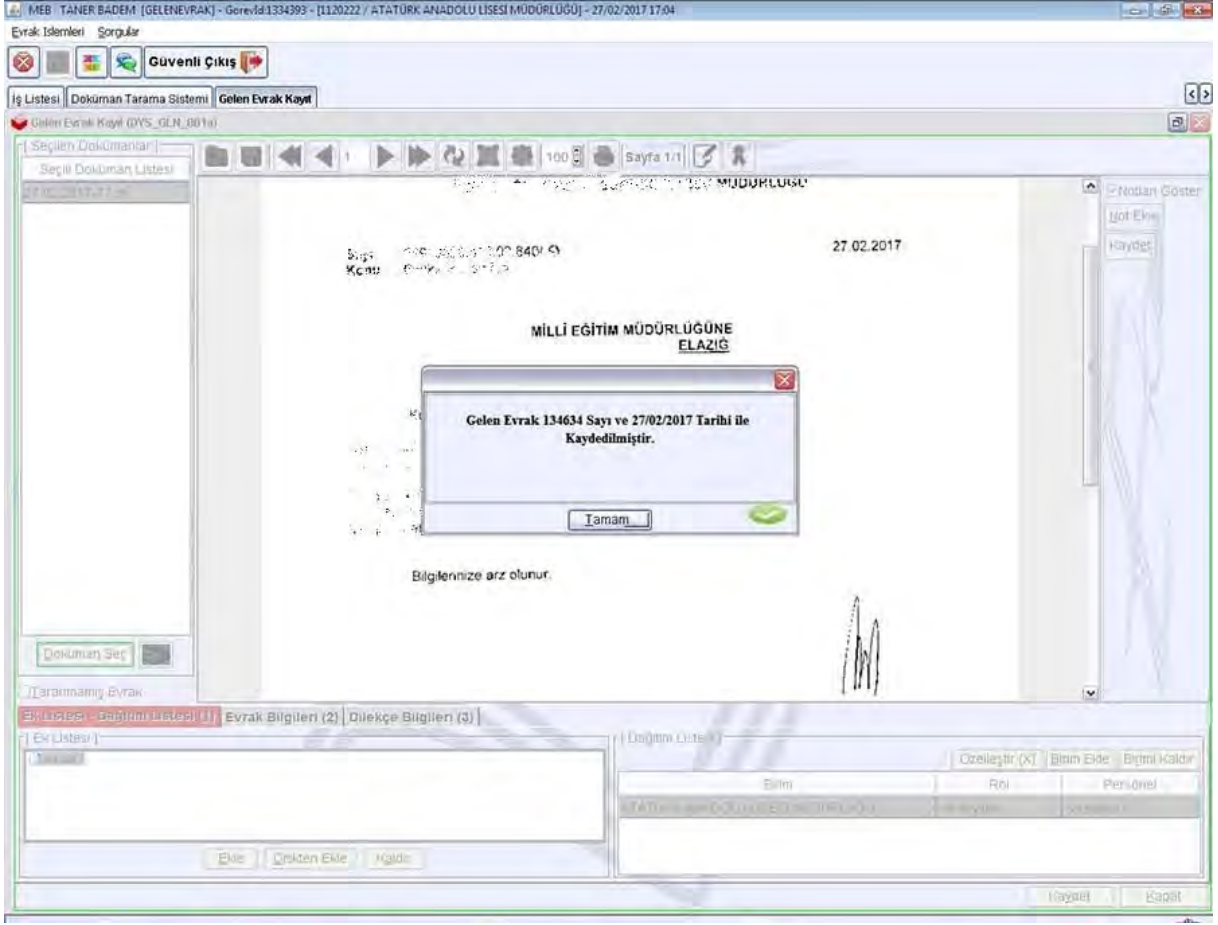 MEB TANER BADEM [GELENEVRAK] - GorevId:1334393 - [1120222 / ATATÜRK ANADOLU LİSESİ MÜDÜRLÜĞÜ] - 27/02/2017 17:04
Evrak Islemleri Sorgular
Güvenli Çıkış
İş Listesi Doküman Tarama Sistemi Gelen Evrak Kayıt
Gelen Evrak Kayıt (DYS_GLN_001a)
[ Seçilen Dokümanlar ]
Seçili Doküman Listesi
1 100 Sayfa 1/1
MÜDÜRLÜĞÜ
Notları Göster
Not Ekle
Kaydet
27.02.2017
Konu
MİLLİ EĞİTİM MÜDÜRLÜĞÜNE
ELAZIĞ
Gelen Evrak 134634 Sayı ve 27/02/2017 Tarihi ile
Kaydedilmiştir.
Tamam
Bilgilerinize arz olunur.
Doküman Seç
Taranmamış Evrak
Ek Listesi - Dağıtım Listesi (1) Evrak Bilgileri (2) Dilekçe Bilgileri (3)
[ Ek Listesi ]
[ Dağıtım Listesi ]
Özelleştir (X) Birim Ekle Birimi Kaldır
Birim Rol Personel
Ekle Diskten Ekle Kaldır
Kaydet Kapat